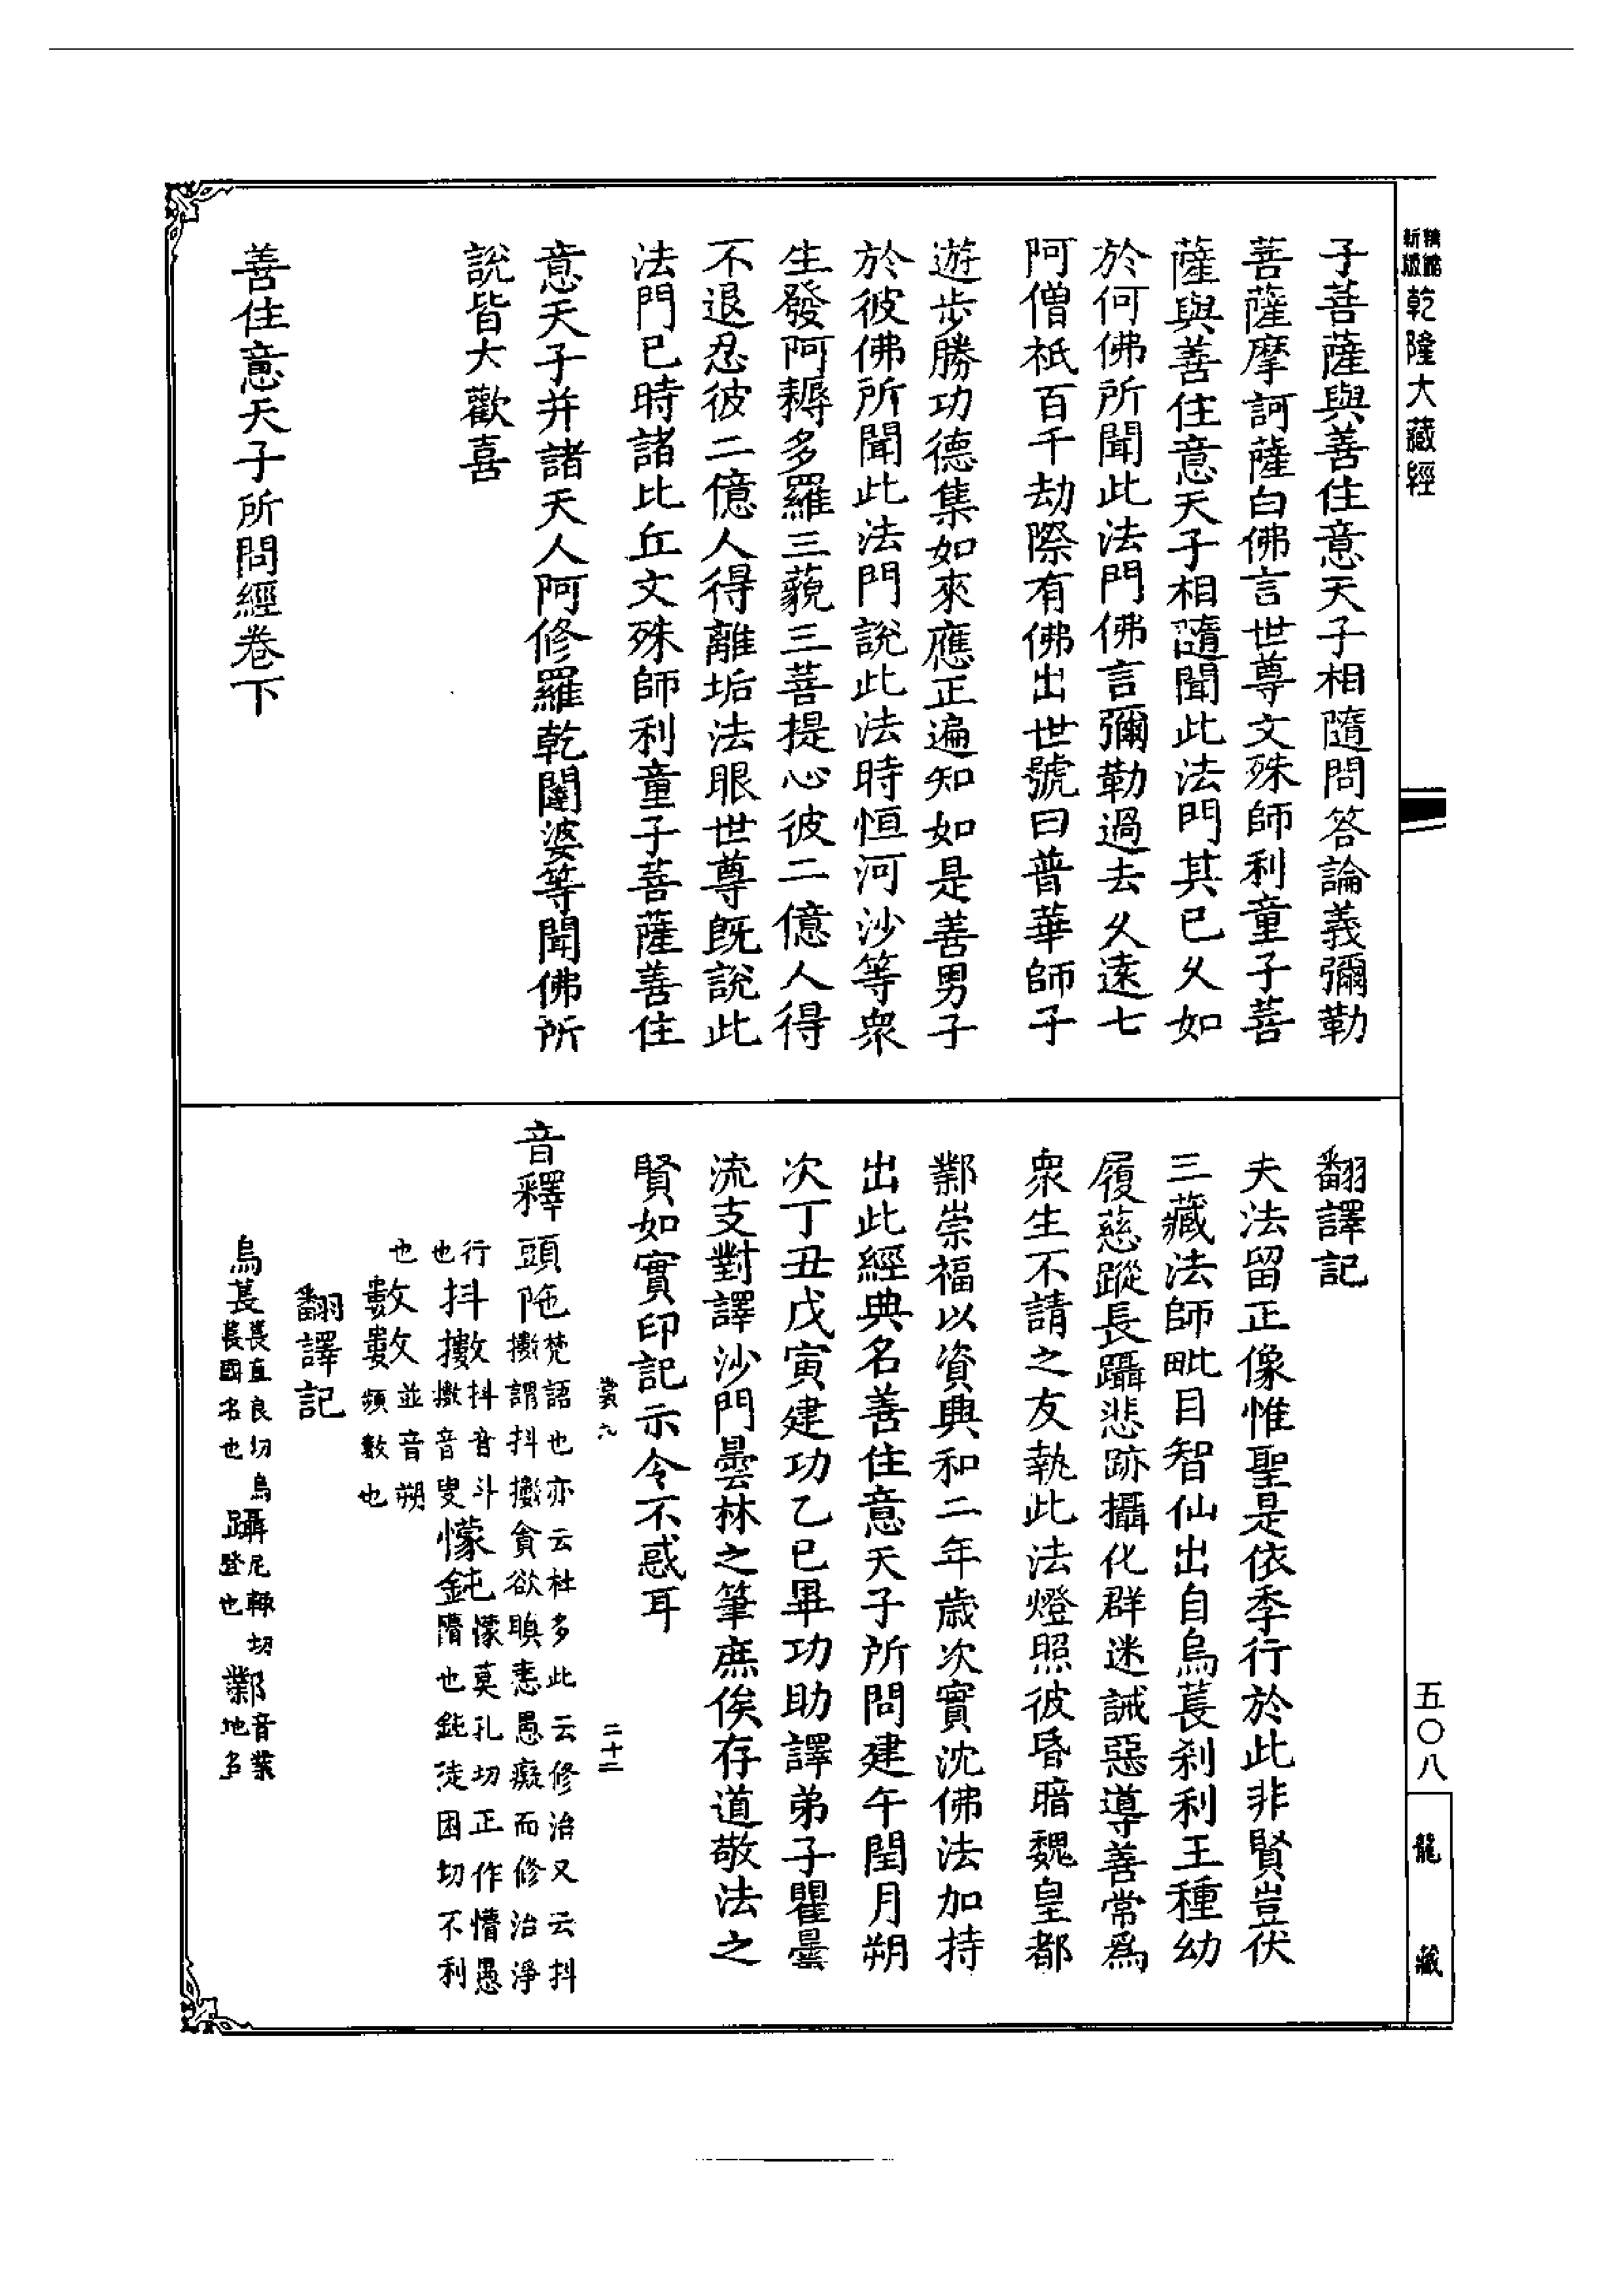 新版
乾隆大藏經
子菩薩與善住意天子相隨問答論義彌勒
菩薩摩訶薩白佛言世尊文殊師利童子菩
薩與善住意天子相隨聞此法門其已久如
於何佛所聞此法門佛言彌勒過去久遠七
阿僧祇百千劫際有佛出世號曰普華師子
遊步勝功德集如來應正遍知如是善男子
於彼佛所聞此法門說此法時恒河沙等眾
生發阿耨多羅三藐三菩提心彼二億人得
不退忍彼二億人得離垢法眼世尊既說此
法門已時諸比丘文殊師利童子菩薩善住
意天子并諸天人阿修羅乾闥婆等聞佛所
說皆大歡喜
善住意天子所問經卷下
翻譯記
夫法留正像惟聖是依季行於此非賢豈伏
三藏法師毗目智仙出自烏萇剎利王種幼
履慈蹤長躡悲跡攝化群迷誡惡導善常爲
衆生不請之友執此法燈照彼昏暗魏皇都
鄴崇福以資典和二年歲次實沈佛法加持
出此經典名善住意天子所問建午閏月朔
次丁丑戊寅建功乙巳畢功助譯弟子瞿曇
流支對譯沙門曇林之筆庶俟存道敬法之
賢如實印記示令不惑耳
二十二
音釋
頭陁梵語也亦云杜多此云修治又云抖擻謂抖擻貪欲瞋恚愚癡而修治淨
行也抖擻抖音斗擻音叟懞鈍懞莫孔切正作懵愚闇也鈍徒困切不利
也數數並音朔頻數也
翻譯記
烏萇萇直良切烏萇國名也躡尼輒切登也鄴音業地名
五〇八
龍藏